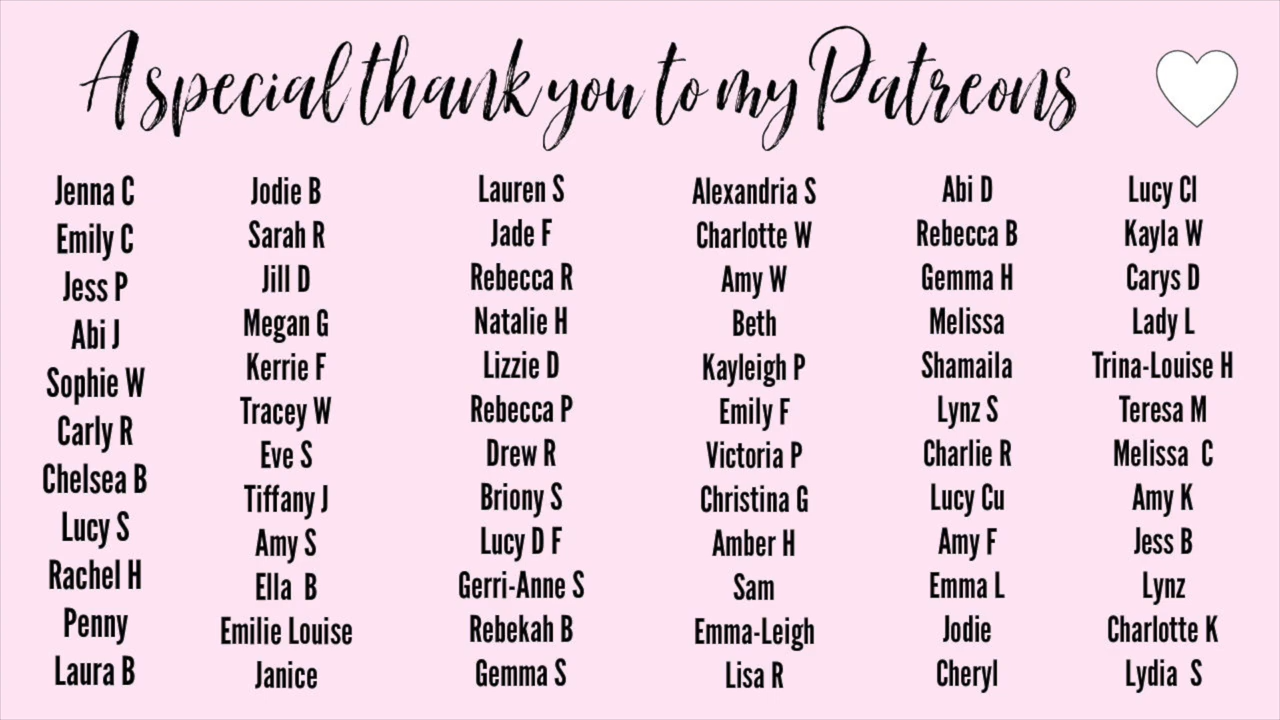 A special thank you to my Patreons
Jenna C
Emily C
Jess P
Abi J
Sophie W
Carly R
Chelsea B
Lucy S
Rachel H
Penny
Laura B
Jodie B
Sarah R
Jill D
Megan G
Kerrie F
Tracey W
Eve S
Tiffany J
Amy S
Ella B
Emilie Louise
Janice
Lauren S
Jade F
Rebecca R
Natalie H
Lizzie D
Rebecca P
Drew R
Briony S
Lucy D F
Gerri-Anne S
Rebekah B
Gemma S
Alexandria S
Charlotte W
Amy W
Beth
Kayleigh P
Emily F
Victoria P
Christina G
Amber H
Sam
Emma-Leigh
Lisa R
Abi D
Rebecca B
Gemma H
Melissa
Shamaila
Lynz S
Charlie R
Lucy Cu
Amy F
Emma L
Jodie
Cheryl
Lucy Cl
Kayla W
Carys D
Lady L
Trina-Louise H
Teresa M
Melissa C
Amy K
Jess B
Lynz
Charlotte K
Lydia S